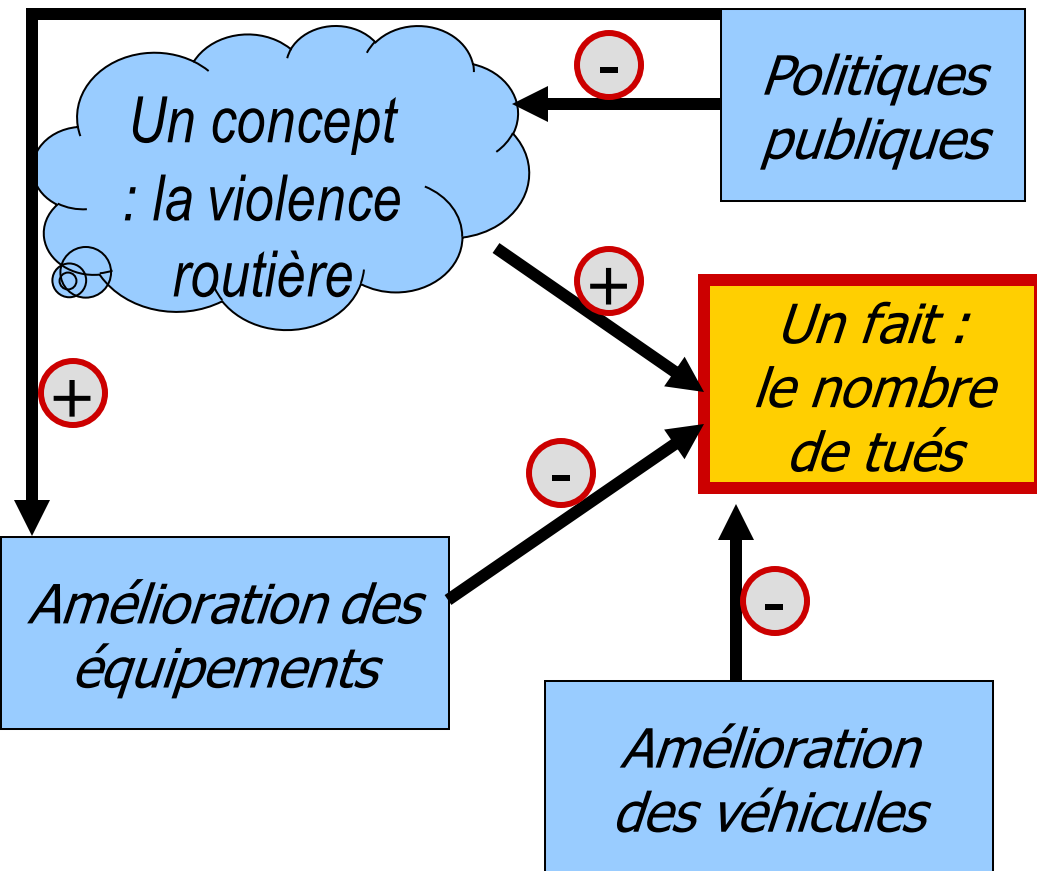 Politiques
publiques
-
Un concept
: la violence
routière
+
Un fait :
le nombre
de tués
+
-
Amélioration des
équipements
-
Amélioration
des véhicules